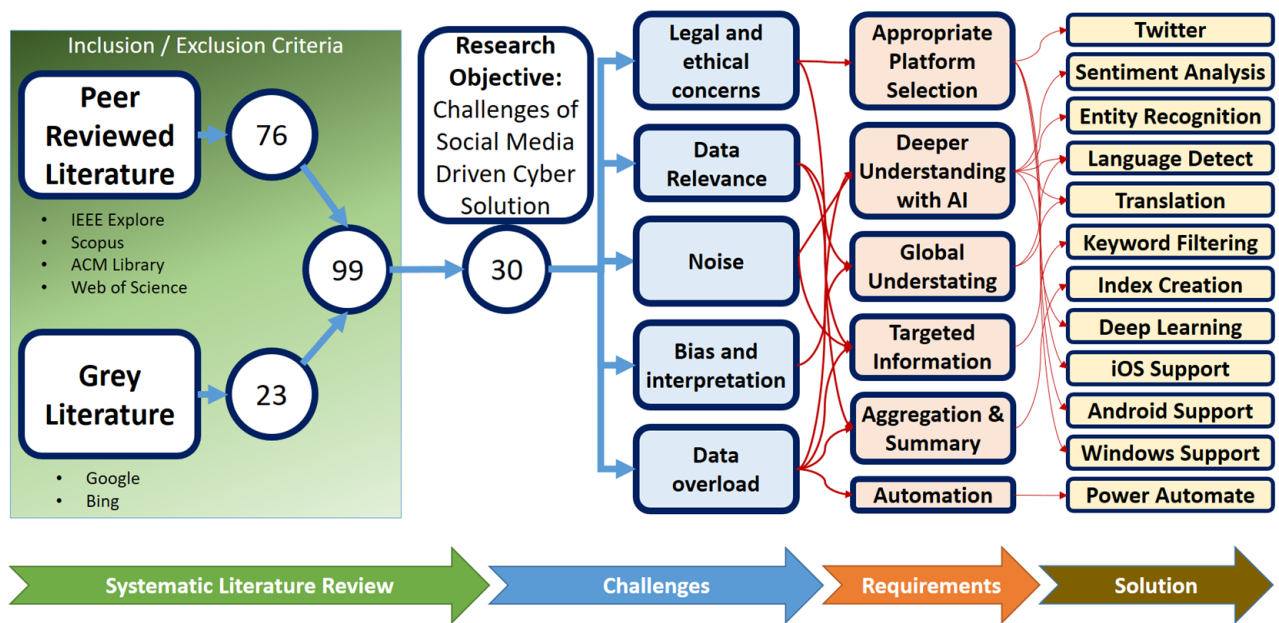 Inclusion / Exclusion Criteria
Peer
Reviewed
Literature
76
• IEEE Explore
• Scopus
• ACM Library
• Web of Science
99
Grey
Literature
23
• Google
• Bing
Research
Objective:
Challenges of
Social Media
Driven Cyber
Solution
30
Legal and
ethical
concerns
Data
Relevance
Noise
Bias and
interpretation
Data
overload
Appropriate
Platform
Selection
Deeper
Understanding
with AI
Global
Understating
Targeted
Information
Aggregation &
Summary
Automation
Twitter
Sentiment Analysis
Entity Recognition
Language Detect
Translation
Keyword Filtering
Index Creation
Deep Learning
iOS Support
Android Support
Windows Support
Power Automate
Systematic Literature Review
Challenges
Requirements
Solution